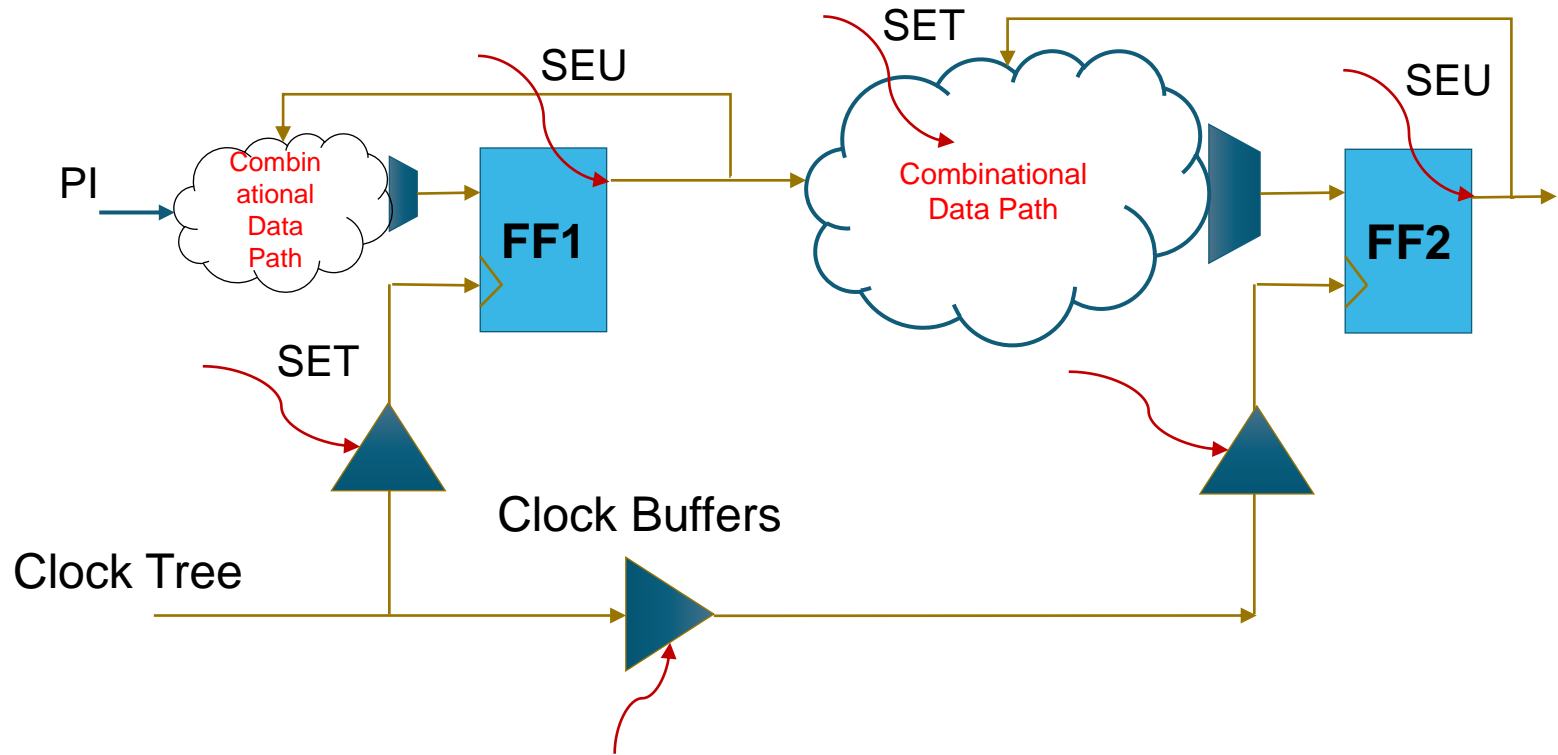 SET
SEU
SEU
PI
Combin
ational
Data
Path
FF1
Combinational
Data Path
FF2
SET
Clock Buffers
Clock Tree